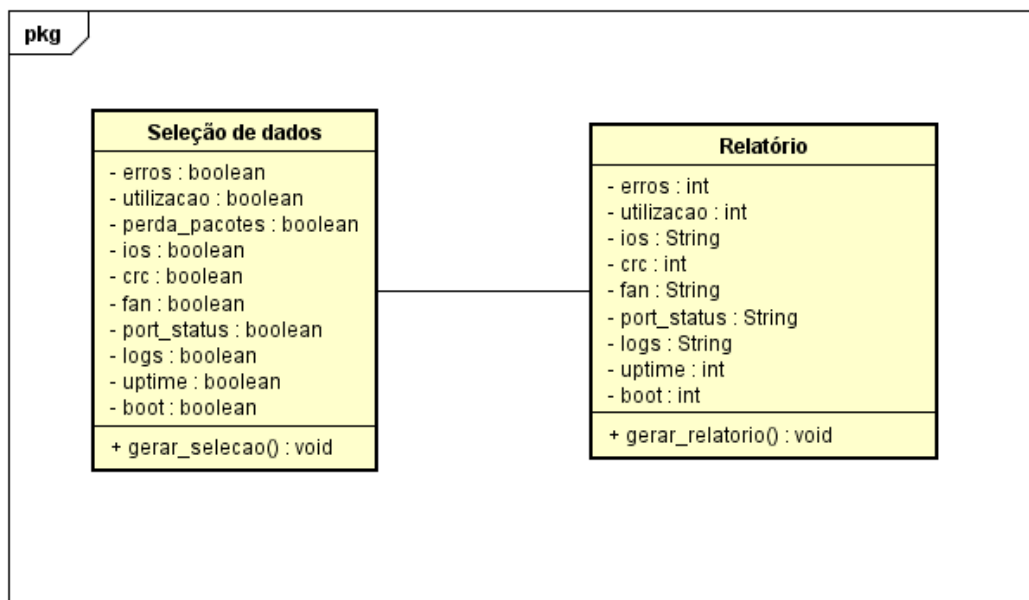 pkg
Seleção de dados
- erros : boolean
- utilizacao : boolean
- perda_pacotes : boolean
- ios : boolean
- crc : boolean
- fan : boolean
- port_status : boolean
- logs : boolean
- uptime : boolean
- boot : boolean
+ gerar_selecao() : void
Relatório
- erros : int
- utilizacao : int
- ios : String
- crc : int
- fan : String
- port_status : String
- logs : String
- uptime : int
- boot : int
+ gerar_relatorio() : void